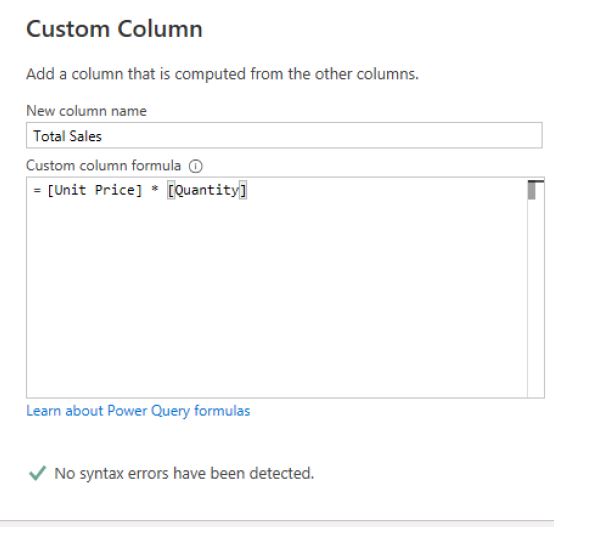 Custom Column
Add a column that is computed from the other columns.
New column name
Total Sales
Custom column formula ⓘ
= [Unit Price] * [Quantity]
Learn about Power Query formulas
No syntax errors have been detected.